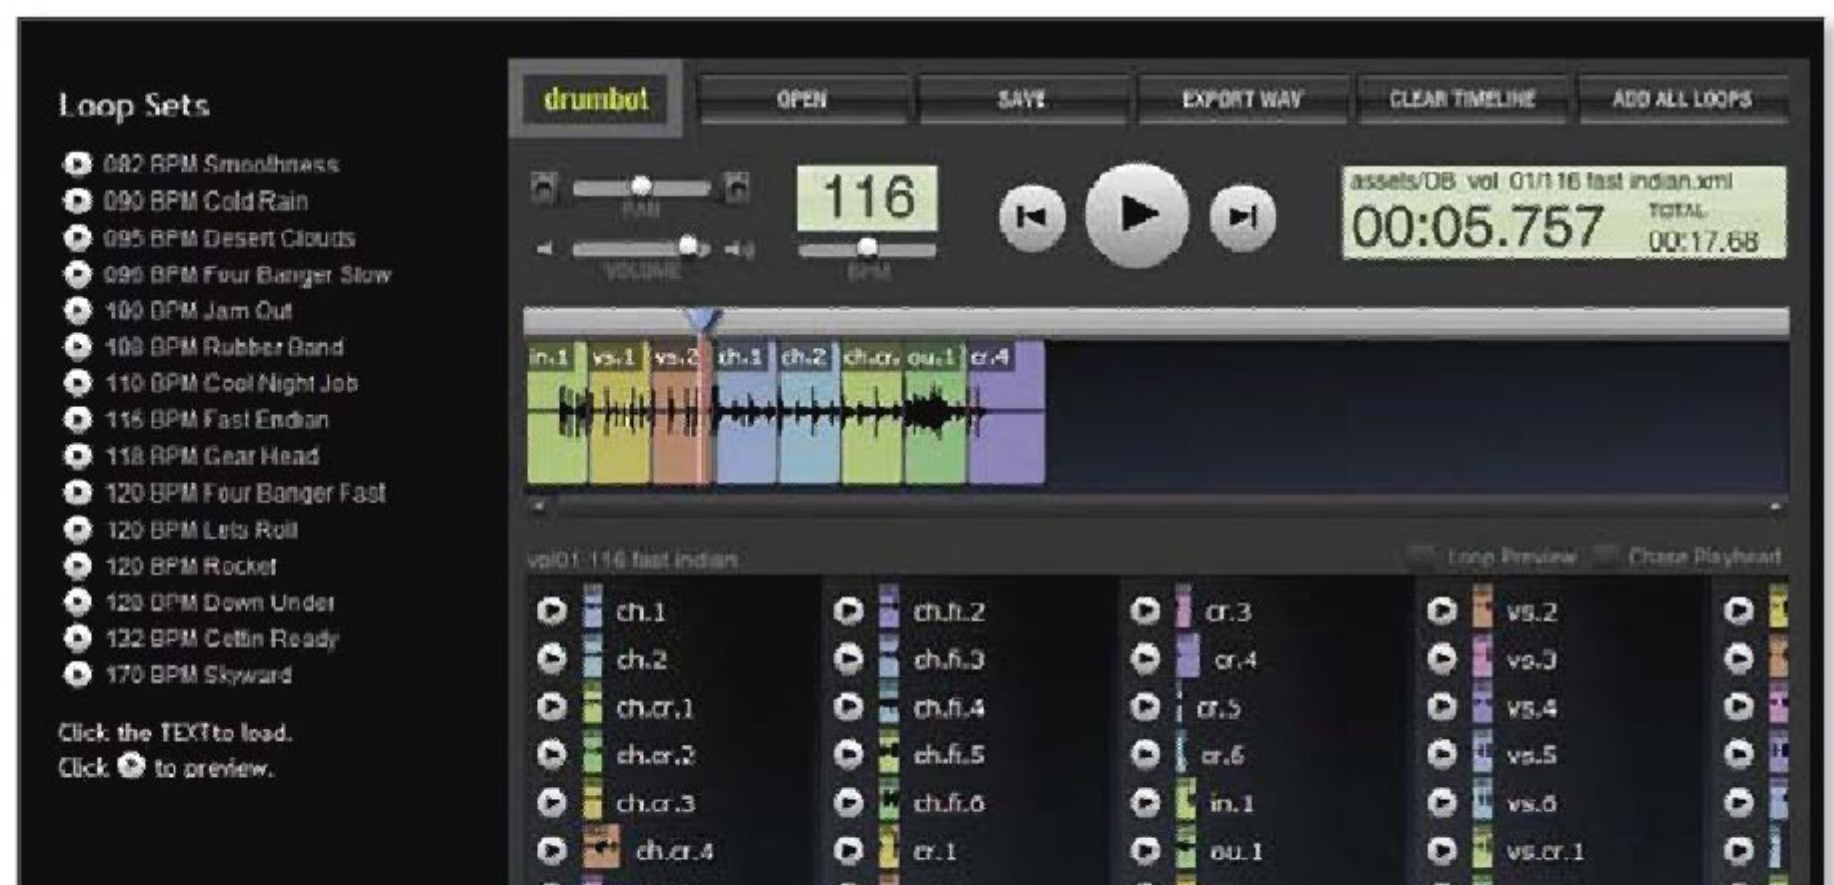 Loop Sets
082 BPM Smoothness
090 BPM Cold Rain
095 BPM Desert Clouds
096 BPM Four Banger Slow
100 BPM Jam Out
108 BPM Rubber Band
110 BPM Cool Night Job
116 BPM Fast Endian
118 BPM Gear Head
120 BPM Four Banger Fast
120 BPM Lets Roll
120 BPM Rocket
128 BPM Down Under
132 BPM Gettin Ready
170 BPM Skyward
Click the TEXT to load.
Click to preview.
drumbot OPEN SAVE EXPORT WAV CLEAR TIMELINE ADD ALL LOOPS
PAN
VOLUME
116
BPM
assets/DB vol 01/116 fast indian.xml
00:05.757 TOTAL
00:17.68
in.1 vs.1 vs.2 ch.1 ch.2 ch.cr. ou.1 cr.4
vol01-116 fast indian Loop Preview Chase Playhead
ch.1 ch.fi.2 cr.3 vs.2
ch.2 ch.fi.3 cr.4 vs.3
ch.cr.1 ch.fi.4 cr.5 vs.4
ch.cr.2 ch.fi.5 cr.6 vs.5
ch.cr.3 ch.fi.6 in.1 vs.6
ch.cr.4 cr.1 ou.1 vs.cr.1